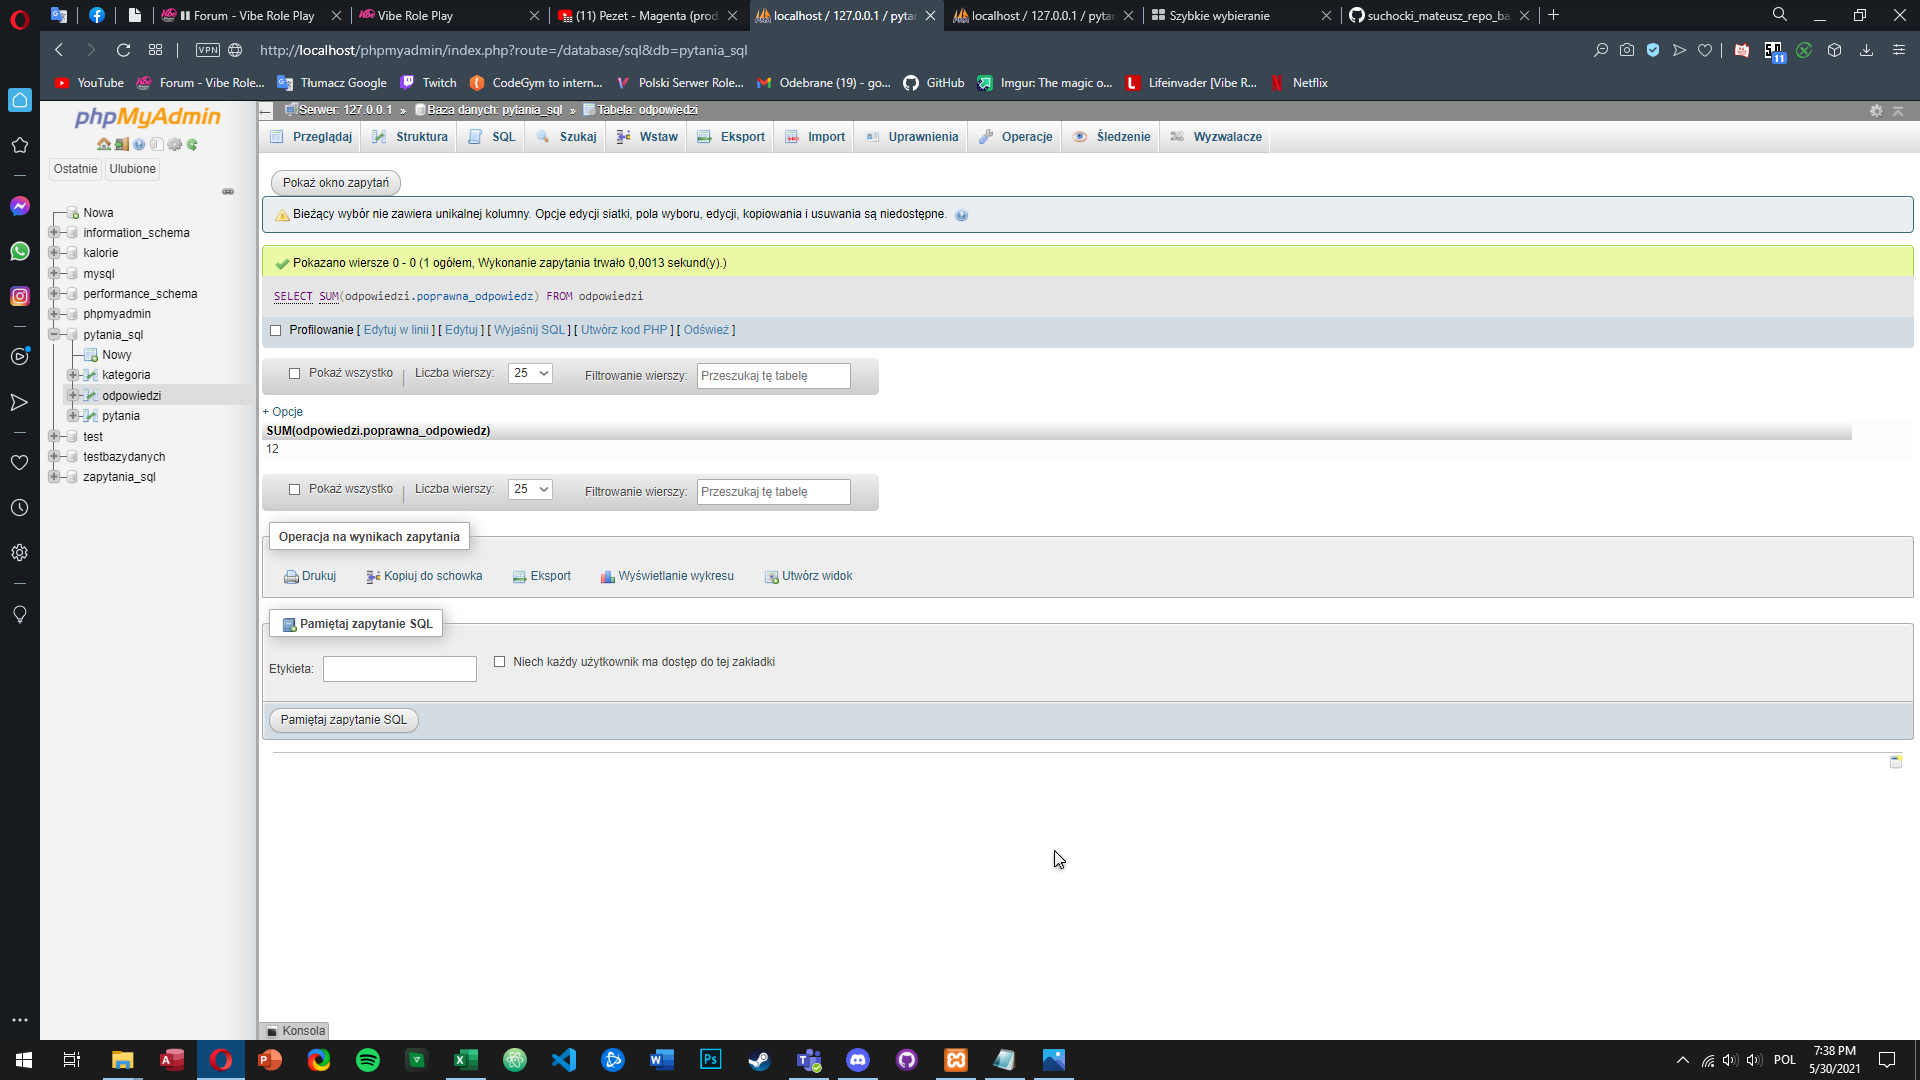 Forum - Vibe Role Play
Vibe Role Play
(11) Pezet - Magenta (prod.
localhost / 127.0.0.1 / pytan
localhost / 127.0.0.1 / pytan
Szybkie wybieranie
suchocki_mateusz_repo_ba
VPN
http://localhost/phpmyadmin/index.php?route=/database/sql&db=pytania_sql
11
YouTube
Forum - Vibe Role...
Tłumacz Google
Twitch
CodeGym to intern...
Polski Serwer Role...
Odebrane (19) - go...
GitHub
Imgur: The magic o...
Lifeinvader [Vibe R...
Netflix
phpMyAdmin
Ostatnie
Ulubione
Nowa
information_schema
kalorie
mysql
performance_schema
phpmyadmin
pytania_sql
Nowy
kategoria
odpowiedzi
pytania
test
testbazydanych
zapytania_sql
Serwer: 127.0.0.1 » Baza danych: pytania_sql » Tabela: odpowiedzi
Przeglądaj
Struktura
SQL
Szukaj
Wstaw
Eksport
Import
Uprawnienia
Operacje
Śledzenie
Wyzwalacze
Pokaż okno zapytań
Bieżący wybór nie zawiera unikalnej kolumny. Opcje edycji siatki, pola wyboru, edycji, kopiowania i usuwania są niedostępne.
Pokazano wiersze 0 - 0 (1 ogółem, Wykonanie zapytania trwało 0,0013 sekund(y).)
SELECT SUM(odpowiedzi.poprawna_odpowiedz) FROM odpowiedzi
Profilowanie [ Edytuj w linii ] [ Edytuj ] [ Wyjaśnij SQL ] [ Utwórz kod PHP ] [ Odśwież ]
Pokaż wszystko | Liczba wierszy: 25 Filtrowanie wierszy: Przeszukaj tę tabelę
+ Opcje
SUM(odpowiedzi.poprawna_odpowiedz)
12
Pokaż wszystko | Liczba wierszy: 25 Filtrowanie wierszy: Przeszukaj tę tabelę
Operacja na wynikach zapytania
Drukuj
Kopiuj do schowka
Eksport
Wyświetlanie wykresu
Utwórz widok
Pamiętaj zapytanie SQL
Etykieta:
Niech każdy użytkownik ma dostęp do tej zakładki
Pamiętaj zapytanie SQL
Konsola
POL
7:38 PM
5/30/2021